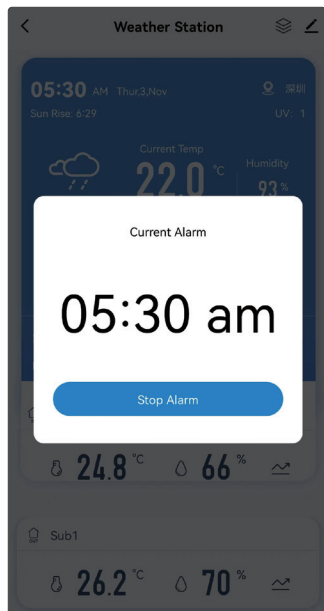 Weather Station
05:30 AM Thur.3,Nov
深圳
Sun Rise: 6:29
UV: 1
Current Temp
22.0 °C
Humidity
93 %
Current Alarm
05:30 am
Stop Alarm
24.8 °C 66 %
Sub1
26.2 °C 70 %